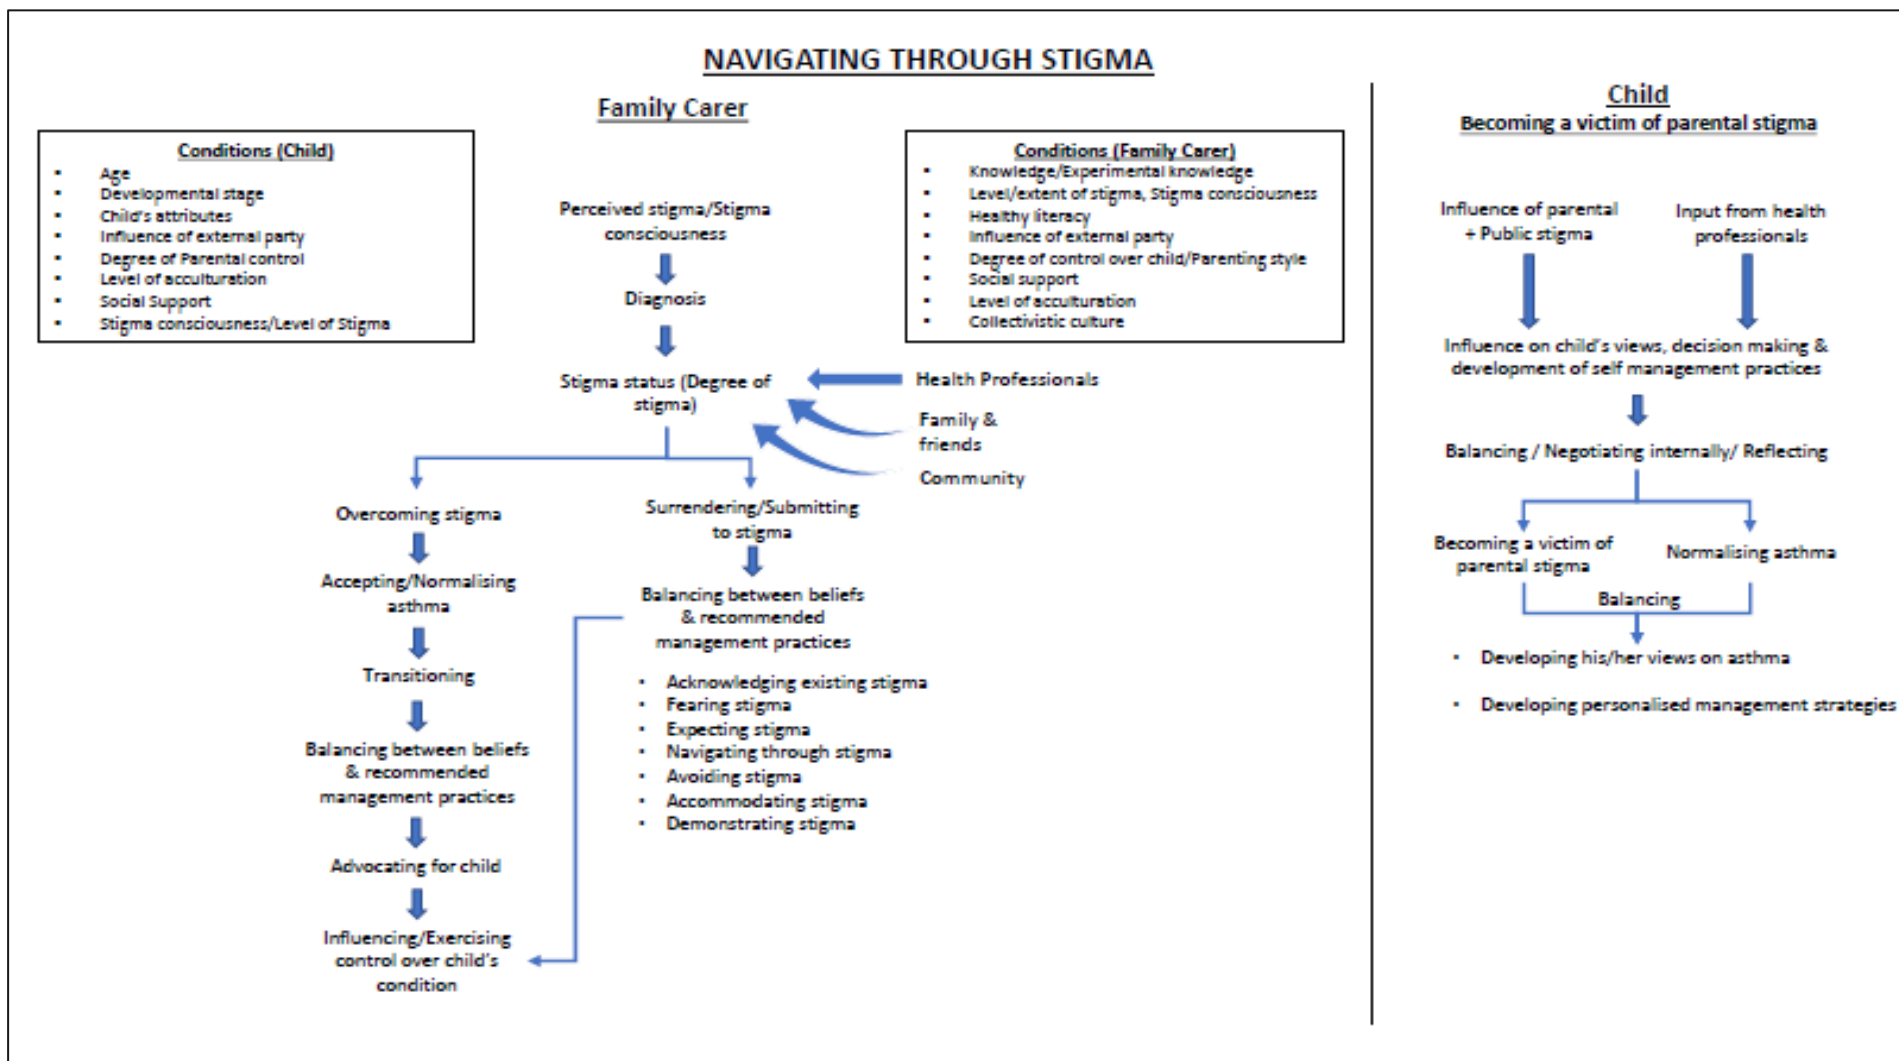 NAVIGATING THROUGH STIGMA
Family Carer
Conditions (Child)
▪ Age
▪ Developmental stage
▪ Child's attributes
▪ Influence of external party
▪ Degree of Parental control
▪ Level of acculturation
▪ Social Support
▪ Stigma consciousness/Level of Stigma
Perceived stigma/Stigma
consciousness
Diagnosis
Stigma status (Degree of
stigma)
Conditions (Family Carer)
▪ Knowledge/Experimental knowledge
▪ Level/extent of stigma, Stigma consciousness
▪ Healthy literacy
▪ Influence of external party
▪ Degree of control over child/Parenting style
▪ Social support
▪ Level of acculturation
▪ Collectivistic culture
Health Professionals
Family &
friends
Community
Overcoming stigma
Accepting/Normalising
asthma
Transitioning
Balancing between beliefs
& recommended
management practices
Advocating for child
Influencing/Exercising
control over child's
condition
Surrendering/Submitting
to stigma
Balancing between beliefs
& recommended
management practices
• Acknowledging existing stigma
• Fearing stigma
• Expecting stigma
• Navigating through stigma
• Avoiding stigma
• Accommodating stigma
• Demonstrating stigma
Child
Becoming a victim of parental stigma
Influence of parental
+ Public stigma
Input from health
professionals
Influence on child's views, decision making &
development of self management practices
Balancing / Negotiating internally/ Reflecting
Becoming a victim of
parental stigma
Normalising asthma
Balancing
• Developing his/her views on asthma
• Developing personalised management strategies